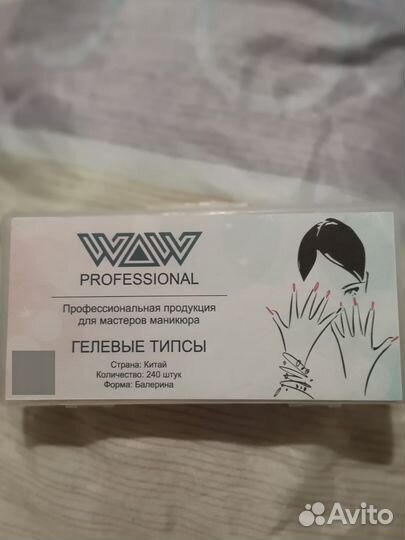 WAW
PROFESSIONAL
Профессиональная продукция
для мастеров маникюра
ГЕЛЕВЫЕ ТИПСЫ
Страна: Китай
Количество: 240 штук
Форма: Балерина
Avito